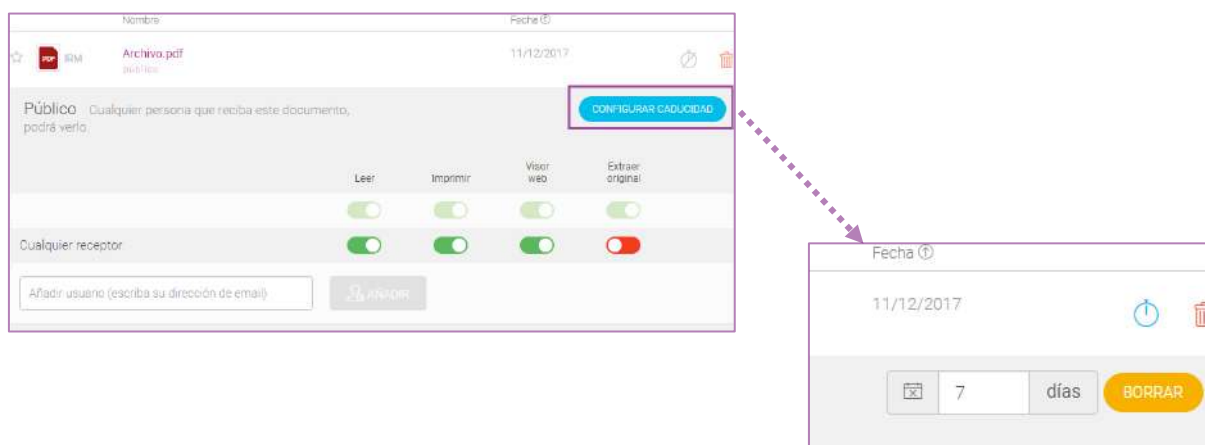 Nombre Fecha
PDF IRM Archivo.pdf 11/12/2017
público
Público Cualquier persona que reciba este documento,
podrá verlo.
CONFIGURAR CADUCIDAD
Leer Imprimir Visor web Extraer original
Cualquier receptor
Añadir usuario (escriba su dirección de email) AÑADIR
Fecha
11/12/2017
7 días BORRAR